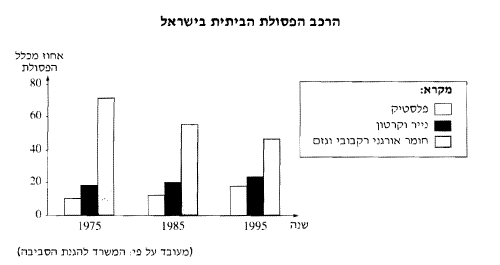 הרכב הפסולת הביתית בישראל
אחוז מכלל
הפסולת
80
60
40
20
0
1975
1985
1995
שנה
מקרא:
פלסטיק
נייר וקרטון
חומר אורגני רקבובי וגזם
(מעובד על פי: המשרד להגנת הסביבה)